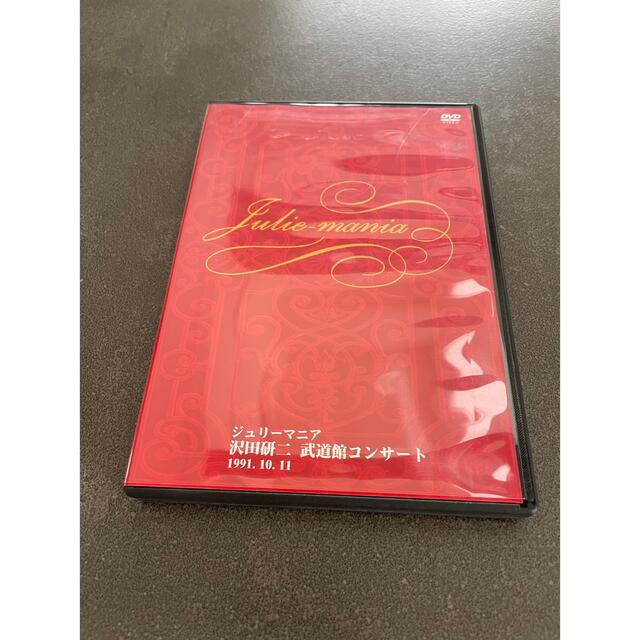 DVD
VIDEO
Julie-mania
ジュリーマニア
沢田研二 武道館コンサート
1991. 10. 11